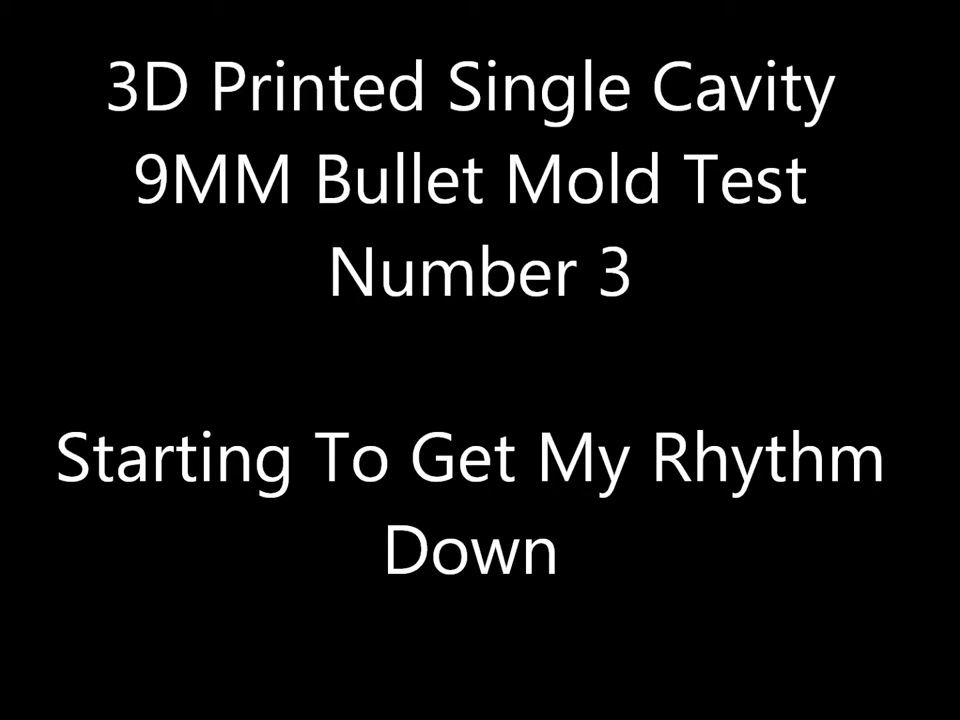 3D Printed Single Cavity
9MM Bullet Mold Test
Number 3
Starting To Get My Rhythm
Down